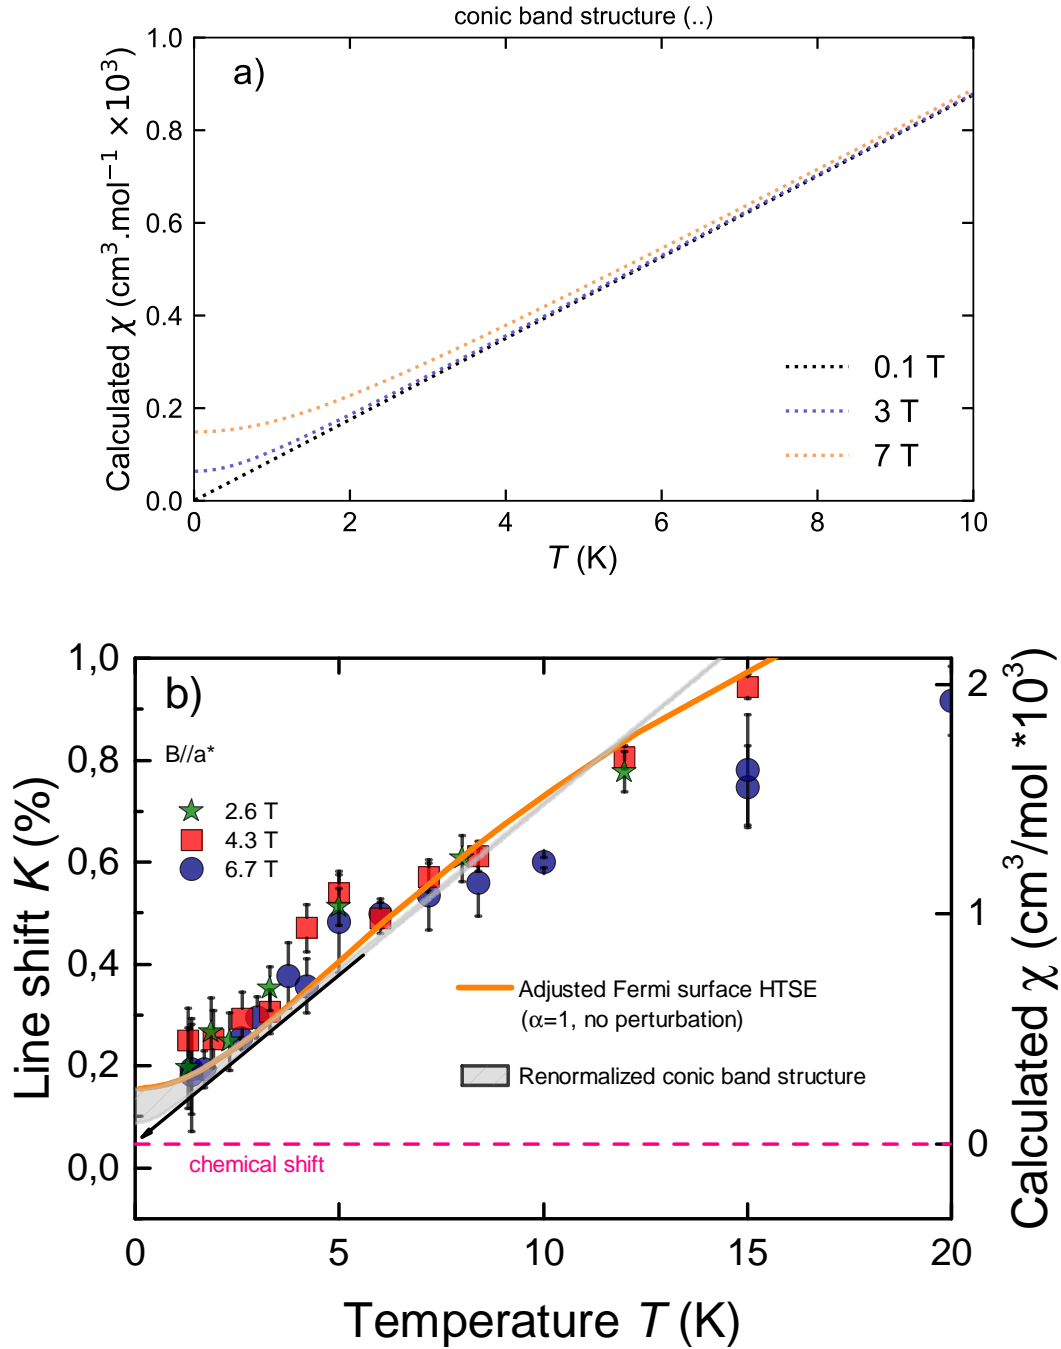 conic band structure (..)
a)
Calculated χ (cm³.mol⁻¹ ×10³)
1.0
0.8
0.6
0.4
0.2
0.0
0.1 T
3 T
7 T
0 2 4 6 8 10
T (K)
b)
B//a*
2.6 T
4.3 T
6.7 T
Line shift K (%)
1,0
0,8
0,6
0,4
0,2
0,0
Adjusted Fermi surface HTSE
(α=1, no perturbation)
Renormalized conic band structure
chemical shift
2
1
0
Calculated χ (cm³/mol *10³)
0 5 10 15 20
Temperature T (K)